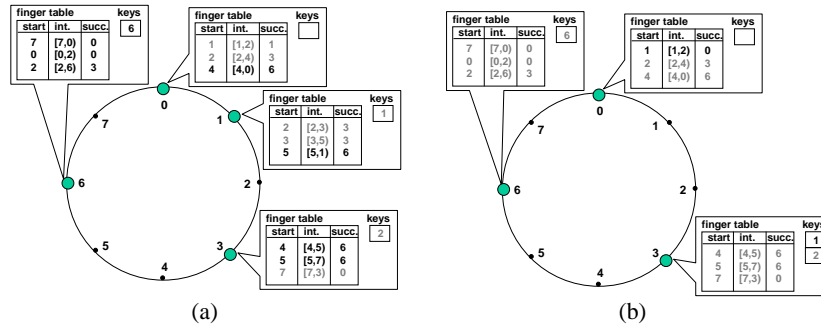 finger table keys
start int. succ. 6
7 [7,0) 0
0 [0,2) 0
2 [2,6) 3
finger table keys
start int. succ.
1 [1,2) 1
2 [2,4) 3
4 [4,0) 6
finger table keys
start int. succ. 1
2 [2,3) 3
3 [3,5) 3
5 [5,1) 6
finger table keys
start int. succ. 2
4 [4,5) 6
5 [5,7) 6
7 [7,3) 0
0
1
2
3
4
5
6
7
(a)
finger table keys
start int. succ. 6
7 [7,0) 0
0 [0,2) 0
2 [2,6) 3
finger table keys
start int. succ.
1 [1,2) 0
2 [2,4) 3
4 [4,0) 6
finger table keys
start int. succ. 1
4 [4,5) 6 2
5 [5,7) 6
7 [7,3) 0
0
1
2
3
4
5
6
7
(b)